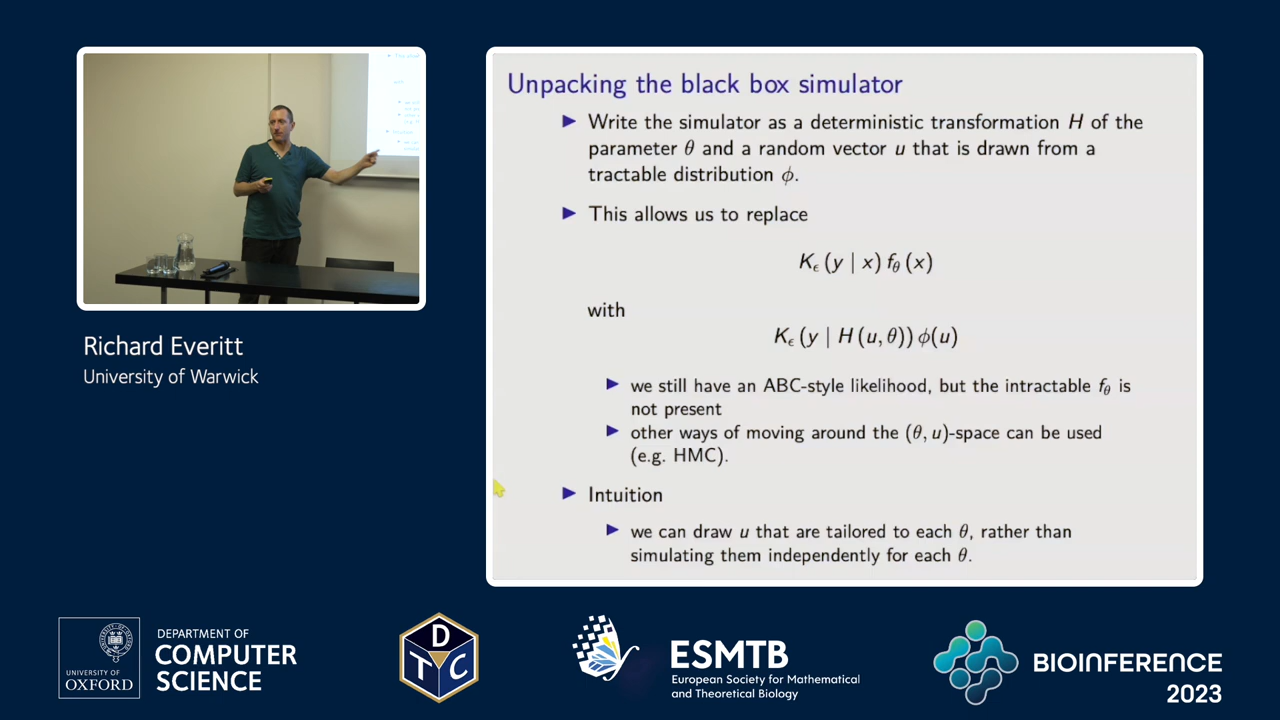 Unpacking the black box simulator
▶ Write the simulator as a deterministic transformation H of the
parameter θ and a random vector u that is drawn from a
tractable distribution ϕ.
▶ This allows us to replace
K_ϵ (y | x) f_θ (x)
with
K_ϵ (y | H (u, θ)) ϕ(u)
▶ we still have an ABC-style likelihood, but the intractable f_θ is
not present
▶ other ways of moving around the (θ, u)-space can be used
(e.g. HMC).
▶ Intuition
▶ we can draw u that are tailored to each θ, rather than
simulating them independently for each θ.
Richard Everitt
University of Warwick
UNIVERSITY OF
OXFORD
DEPARTMENT OF
COMPUTER
SCIENCE
D
T C
ESMTB
European Society for Mathematical
and Theoretical Biology
BIOINFERENCE
2023